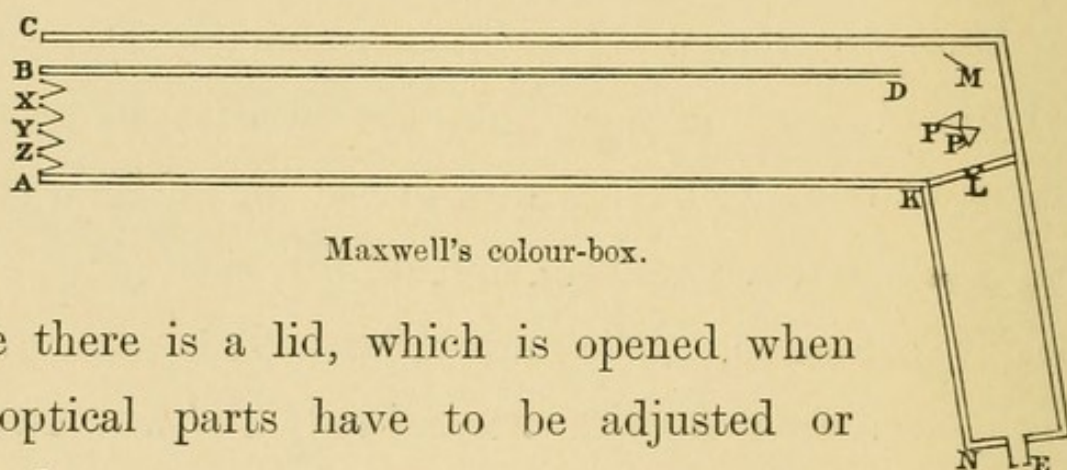 C
B
X
Y
Z
A
D
M
P
P
L
K
Maxwell's colour-box.
there is a lid, which is opened when
optical parts have to be adjusted or
N
E